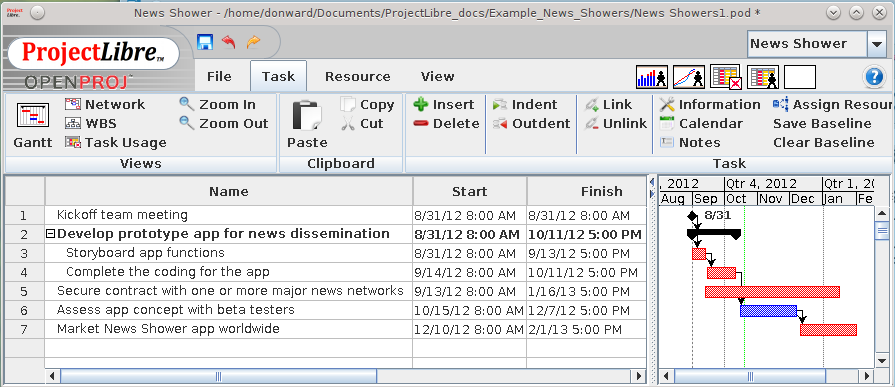 News Shower - /home/donward/Documents/ProjectLibre_docs/Example_News_Showers/News Showers1.pod *
Project Libre..
ProjectLibre™
OPENPROJ
News Shower
File Task Resource View
Gantt
Network
WBS
Task Usage
Zoom In
Zoom Out
Views
Paste
Copy
Cut
Clipboard
Insert
Delete
Indent
Outdent
Link
Unlink
Information
Calendar
Notes
Assign Resour
Save Baseline
Clear Baseline
Task
Name Start Finish
1 Kickoff team meeting 8/31/12 8:00 AM 8/31/12 8:00 AM
2 Develop prototype app for news dissemination 8/31/12 8:00 AM 10/11/12 5:00 PM
3 Storyboard app functions 8/31/12 8:00 AM 9/13/12 5:00 PM
4 Complete the coding for the app 9/14/12 8:00 AM 10/11/12 5:00 PM
5 Secure contract with one or more major news networks 9/13/12 8:00 AM 1/16/13 5:00 PM
6 Assess app concept with beta testers 10/15/12 8:00 AM 12/7/12 5:00 PM
7 Market News Shower app worldwide 12/10/12 8:00 AM 2/1/13 5:00 PM
, 2012 Qtr 4, 2012 Qtr 1, 20
Aug Sep Oct Nov Dec Jan Fe
8/31